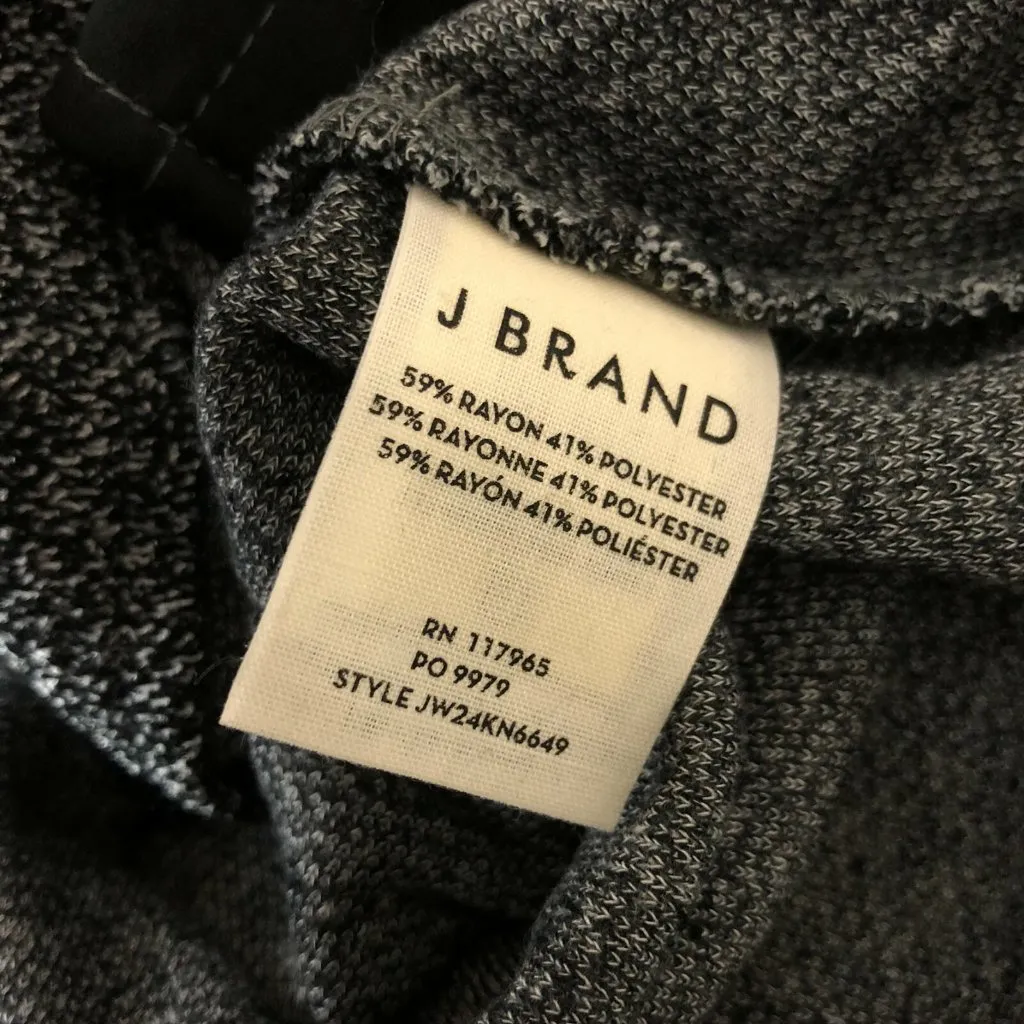 J BRAND
59% RAYON 41% POLYESTER
59% RAYONNE 41% POLYESTER
59% RAYÓN 41% POLIÉSTER
RN 117965
PO 9979
STYLE JW24KN6649